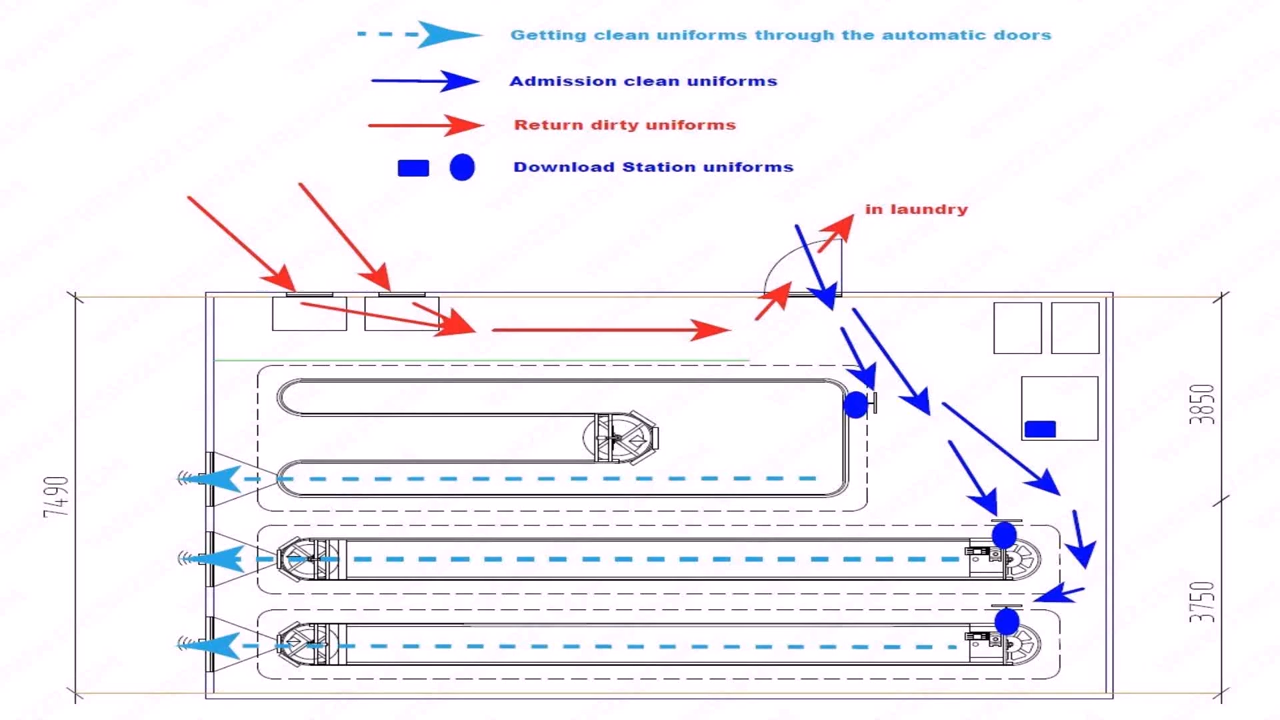 Getting clean uniforms through the automatic doors
Admission clean uniforms
Return dirty uniforms
Download Station uniforms
in laundry
3850
7490
3750